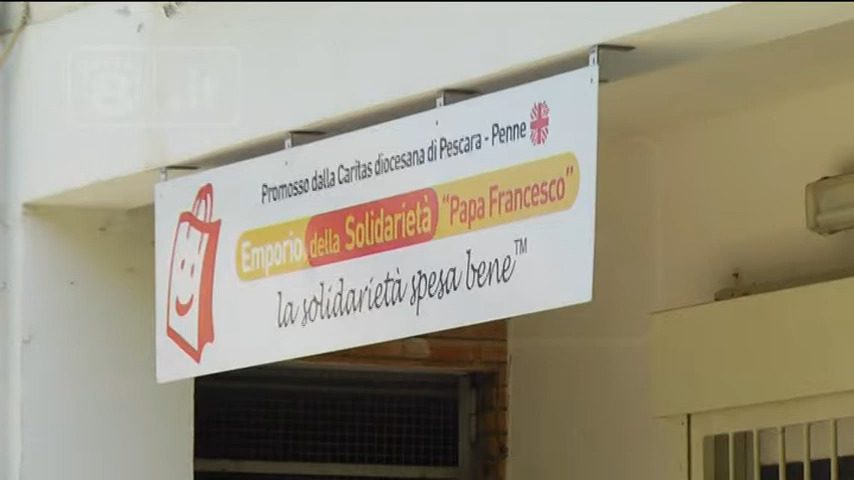 Promosso dalla Caritas diocesana di Pescara - Penne
Emporio della Solidarietà "Papa Francesco"
la solidarietà spesa bene™